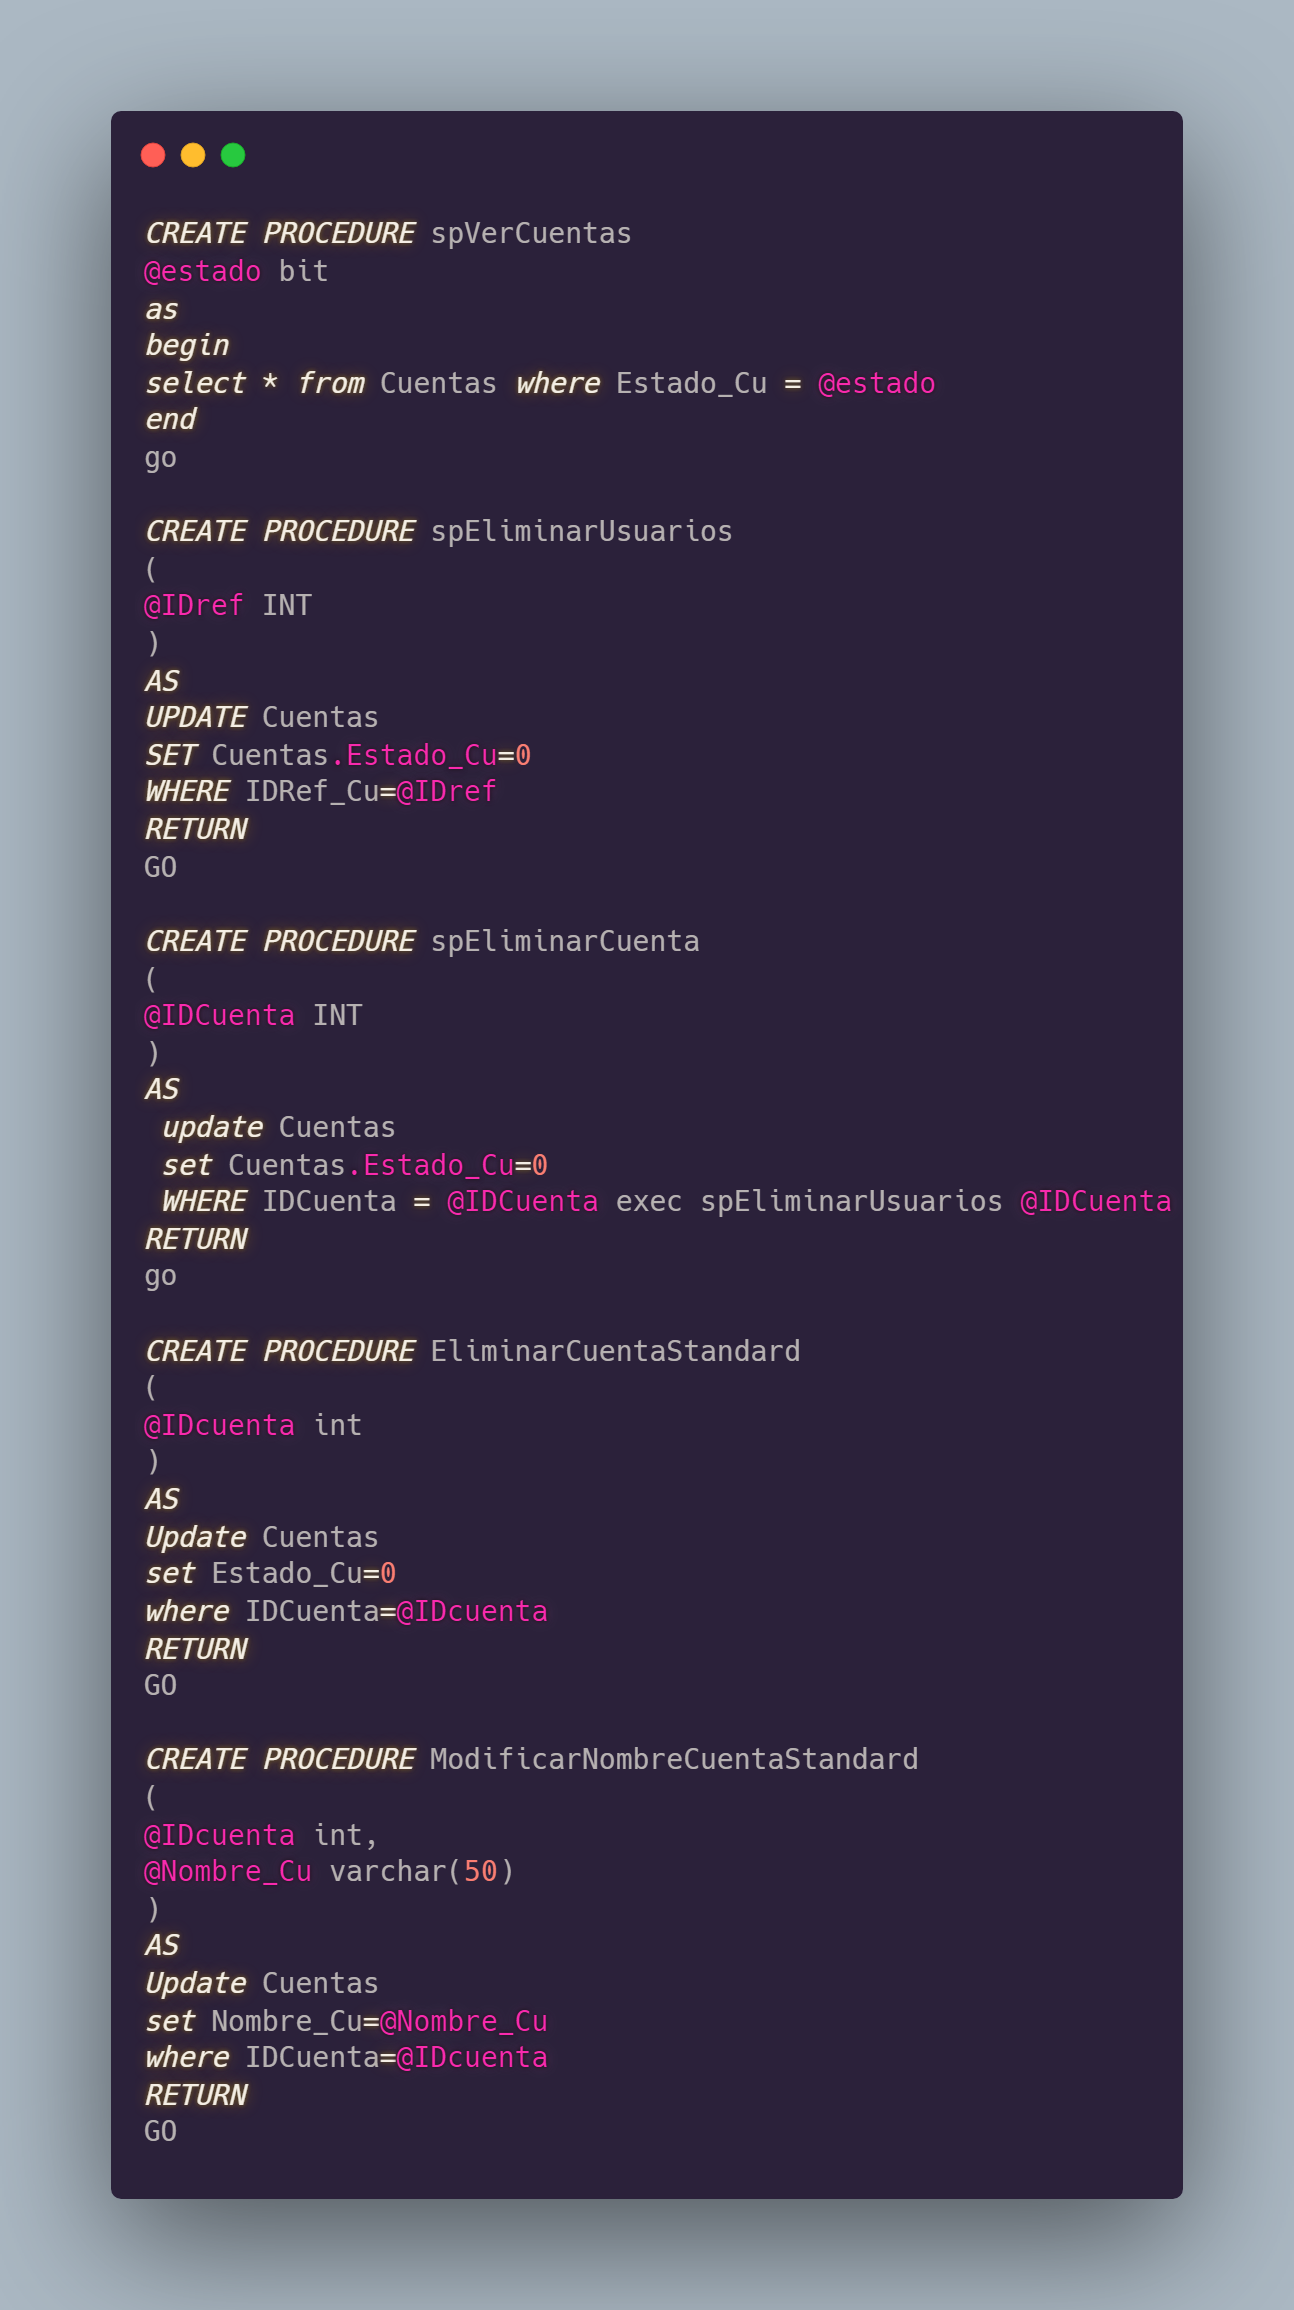 CREATE PROCEDURE spVerCuentas
@estado bit
as
begin
select * from Cuentas where Estado_Cu = @estado
end
go

CREATE PROCEDURE spEliminarUsuarios
(
@IDref INT
)
AS
UPDATE Cuentas
SET Cuentas.Estado_Cu=0
WHERE IDRef_Cu=@IDref
RETURN
GO

CREATE PROCEDURE spEliminarCuenta
(
@IDCuenta INT
)
AS
 update Cuentas
 set Cuentas.Estado_Cu=0
 WHERE IDCuenta = @IDCuenta exec spEliminarUsuarios @IDCuenta
RETURN
go

CREATE PROCEDURE EliminarCuentaStandard
(
@IDcuenta int
)
AS
Update Cuentas
set Estado_Cu=0
where IDCuenta=@IDcuenta
RETURN
GO

CREATE PROCEDURE ModificarNombreCuentaStandard
(
@IDcuenta int,
@Nombre_Cu varchar(50)
)
AS
Update Cuentas
set Nombre_Cu=@Nombre_Cu
where IDCuenta=@IDcuenta
RETURN
GO